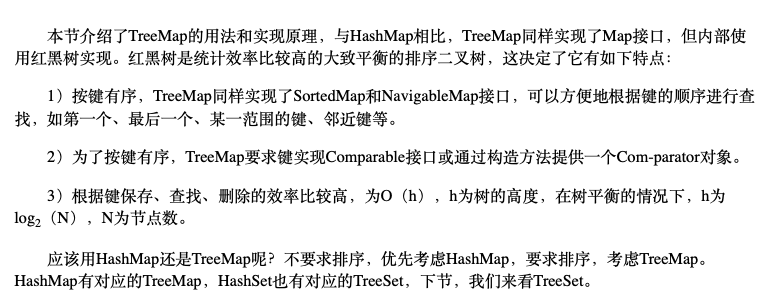 本节介绍了TreeMap的用法和实现原理，与HashMap相比，TreeMap同样实现了Map接口，但内部使
用红黑树实现。红黑树是统计效率比较高的大致平衡的排序二叉树，这决定了它有如下特点：
1）按键有序，TreeMap同样实现了SortedMap和NavigableMap接口，可以方便地根据键的顺序进行查
找，如第一个、最后一个、某一范围的键、邻近键等。
2）为了按键有序，TreeMap要求键实现Comparable接口或通过构造方法提供一个Com-parator对象。
3）根据键保存、查找、删除的效率比较高，为O（h），h为树的高度，在树平衡的情况下，h为
log₂（N），N为节点数。
应该用HashMap还是TreeMap呢？不要求排序，优先考虑HashMap，要求排序，考虑TreeMap。
HashMap有对应的TreeMap，HashSet也有对应的TreeSet，下节，我们来看TreeSet。